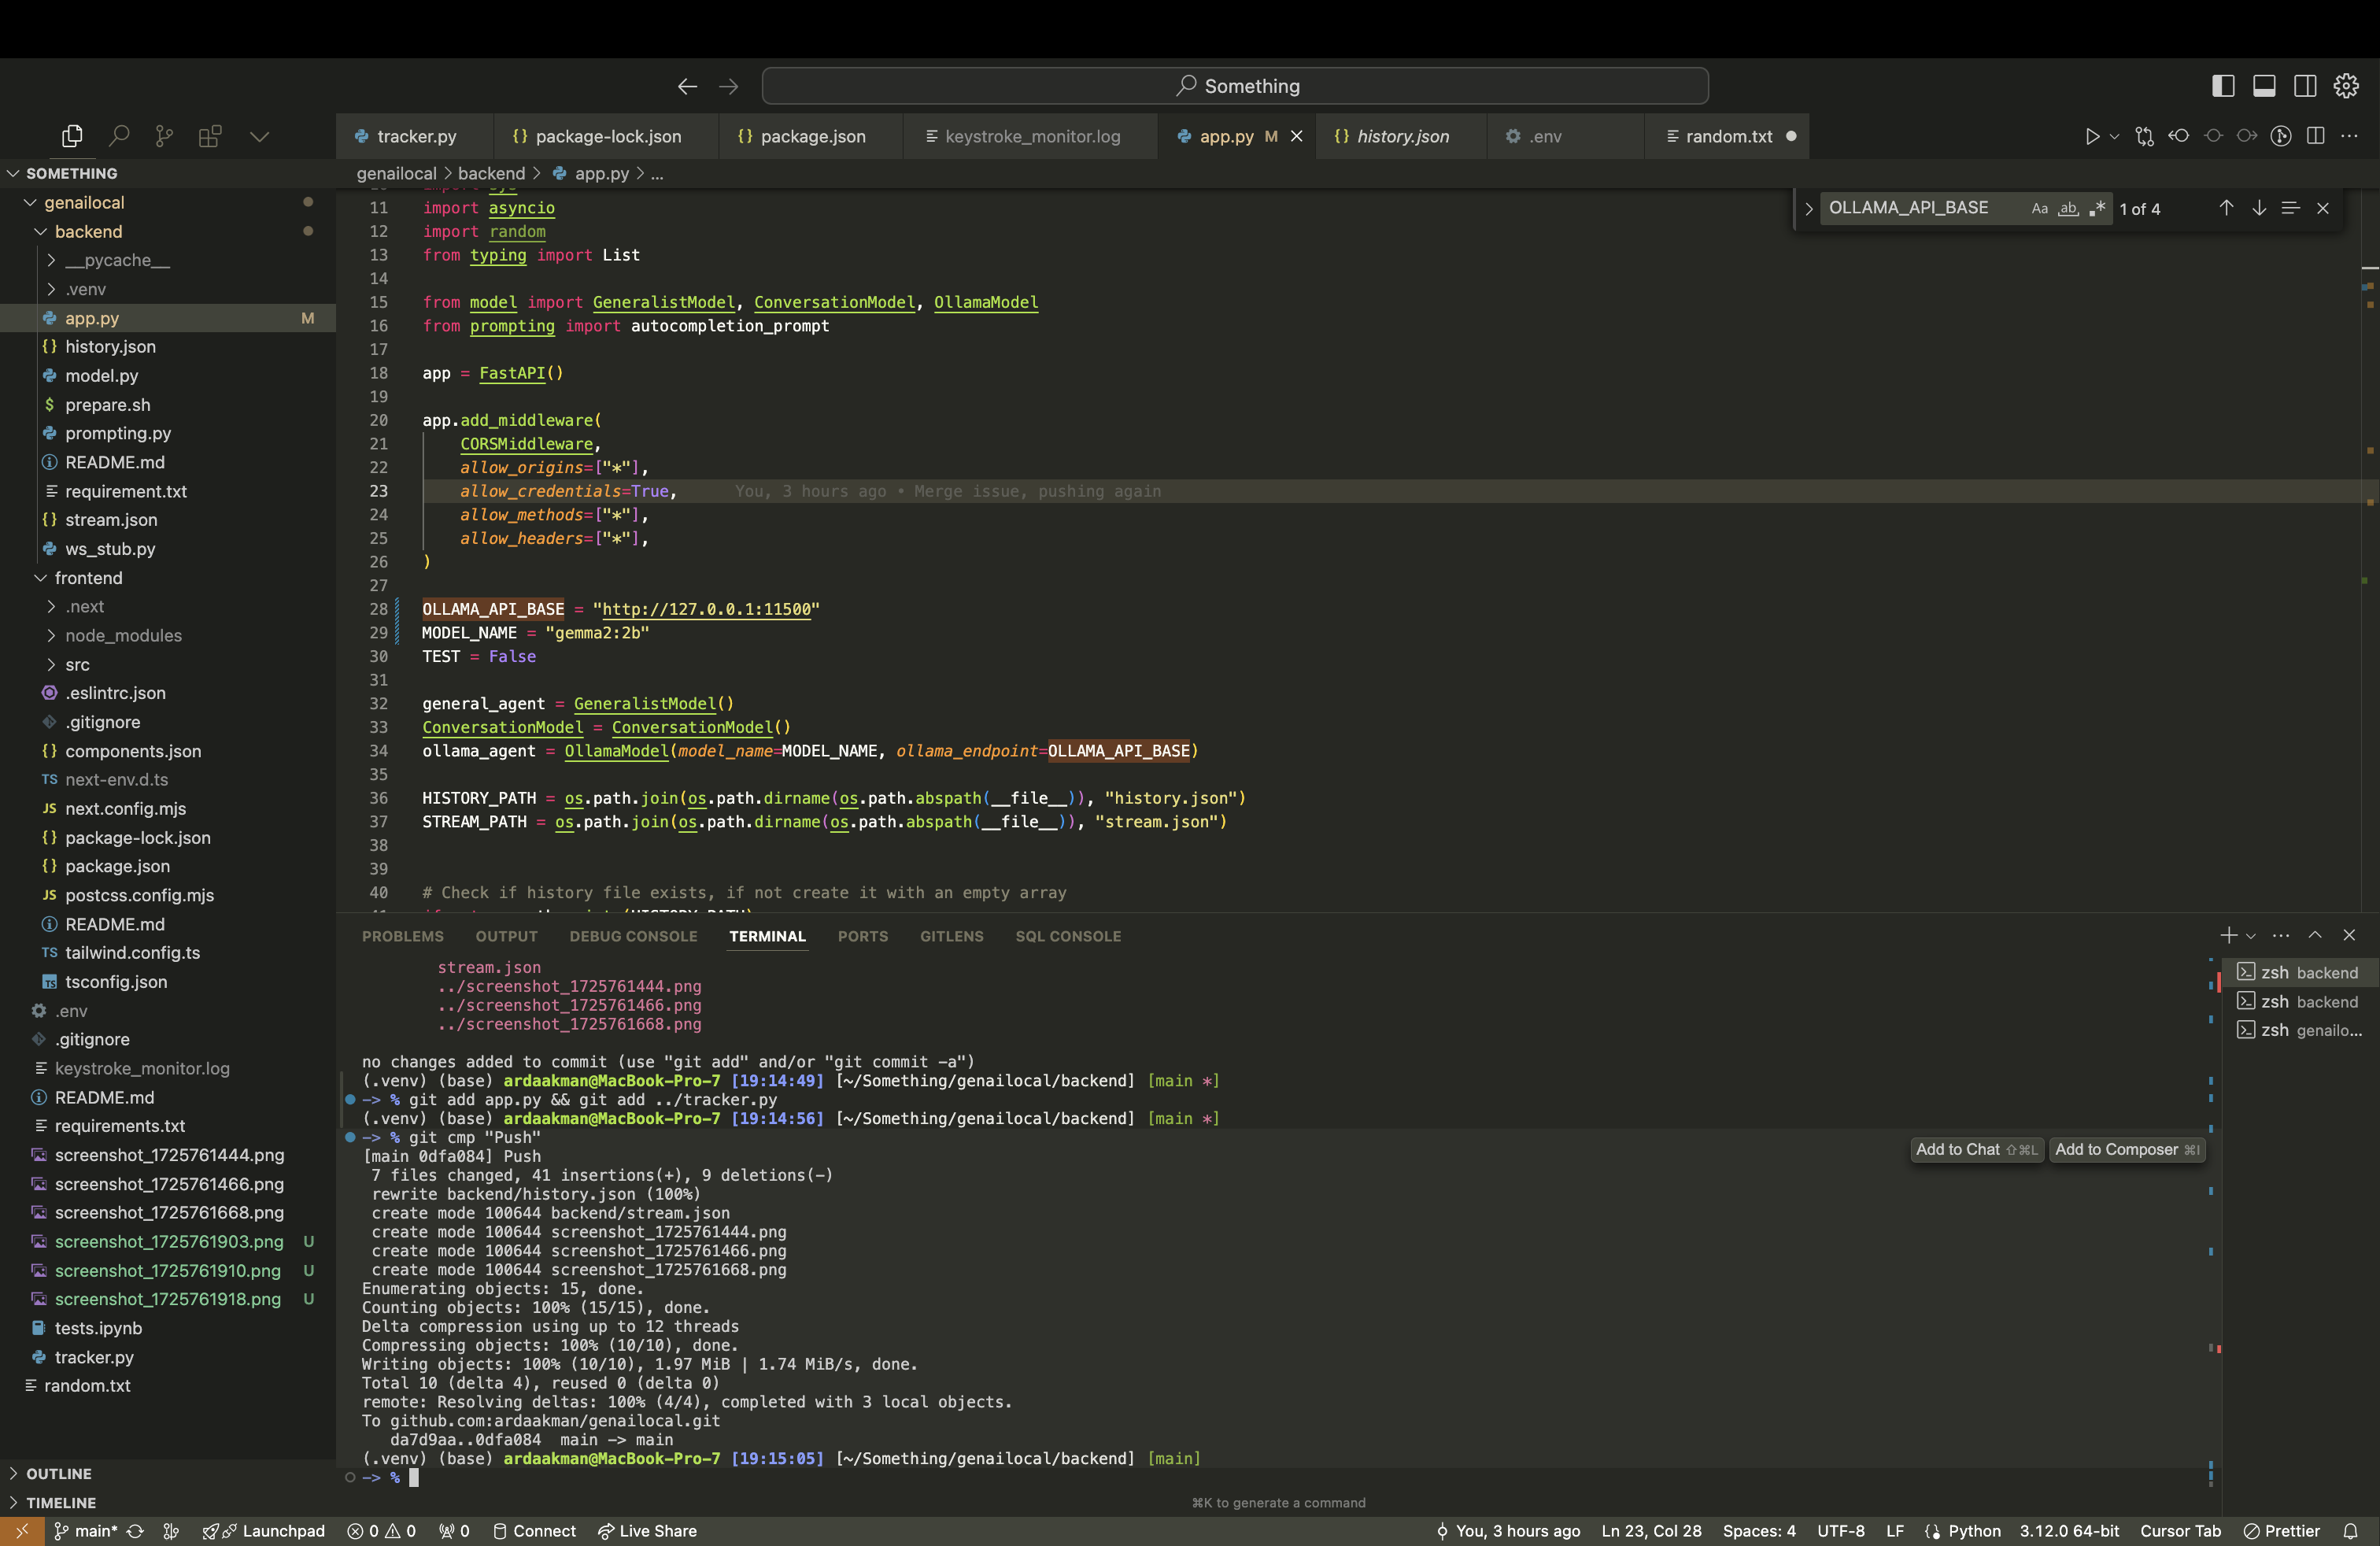 Something
tracker.py
package-lock.json
package.json
keystroke_monitor.log
app.py M
history.json
.env
random.txt
SOMETHING
genailocal
backend
__pycache__
.venv
app.py M
history.json
model.py
prepare.sh
prompting.py
README.md
requirement.txt
stream.json
ws_stub.py
frontend
.next
node_modules
src
.eslintrc.json
.gitignore
components.json
TS next-env.d.ts
JS next.config.mjs
package-lock.json
package.json
JS postcss.config.mjs
README.md
TS tailwind.config.ts
TS tsconfig.json
.env
.gitignore
keystroke_monitor.log
README.md
requirements.txt
screenshot_1725761444.png
screenshot_1725761466.png
screenshot_1725761668.png
screenshot_1725761903.png U
screenshot_1725761910.png U
screenshot_1725761918.png U
tests.ipynb
tracker.py
random.txt
OUTLINE
TIMELINE
genailocal > backend > app.py > ...
OLLAMA_API_BASE Aa ab .* 1 of 4
11 import asyncio
12 import random
13 from typing import List
14
15 from model import GeneralistModel, ConversationModel, OllamaModel
16 from prompting import autocompletion_prompt
17
18 app = FastAPI()
19
20 app.add_middleware(
21 CORSMiddleware,
22 allow_origins=["*"],
23 allow_credentials=True, You, 3 hours ago • Merge issue, pushing again
24 allow_methods=["*"],
25 allow_headers=["*"],
26 )
27
28 OLLAMA_API_BASE = "http://127.0.0.1:11500"
29 MODEL_NAME = "gemma2:2b"
30 TEST = False
31
32 general_agent = GeneralistModel()
33 ConversationModel = ConversationModel()
34 ollama_agent = OllamaModel(model_name=MODEL_NAME, ollama_endpoint=OLLAMA_API_BASE)
35
36 HISTORY_PATH = os.path.join(os.path.dirname(os.path.abspath(__file__)), "history.json")
37 STREAM_PATH = os.path.join(os.path.dirname(os.path.abspath(__file__)), "stream.json")
38
39
40 # Check if history file exists, if not create it with an empty array
PROBLEMS OUTPUT DEBUG CONSOLE TERMINAL PORTS GITLENS SQL CONSOLE
stream.json
../screenshot_1725761444.png
../screenshot_1725761466.png
../screenshot_1725761668.png
no changes added to commit (use "git add" and/or "git commit -a")
(.venv) (base) ardaakman@MacBook-Pro-7 [19:14:49] [~/Something/genailocal/backend] [main *]
-> % git add app.py && git add ../tracker.py
(.venv) (base) ardaakman@MacBook-Pro-7 [19:14:56] [~/Something/genailocal/backend] [main *]
-> % git cmp "Push"
[main 0dfa084] Push
7 files changed, 41 insertions(+), 9 deletions(-)
rewrite backend/history.json (100%)
create mode 100644 backend/stream.json
create mode 100644 screenshot_1725761444.png
create mode 100644 screenshot_1725761466.png
create mode 100644 screenshot_1725761668.png
Enumerating objects: 15, done.
Counting objects: 100% (15/15), done.
Delta compression using up to 12 threads
Compressing objects: 100% (10/10), done.
Writing objects: 100% (10/10), 1.97 MiB | 1.74 MiB/s, done.
Total 10 (delta 4), reused 0 (delta 0)
remote: Resolving deltas: 100% (4/4), completed with 3 local objects.
To github.com:ardaakman/genailocal.git
da7d9aa..0dfa084 main -> main
(.venv) (base) ardaakman@MacBook-Pro-7 [19:15:05] [~/Something/genailocal/backend] [main]
-> %
Add to Chat ⇧⌘L
Add to Composer ⌘I
zsh backend
zsh backend
zsh genailo...
⌘K to generate a command
main* Launchpad 0 0 0 Connect Live Share
You, 3 hours ago Ln 23, Col 28 Spaces: 4 UTF-8 LF Python 3.12.0 64-bit Cursor Tab Prettier